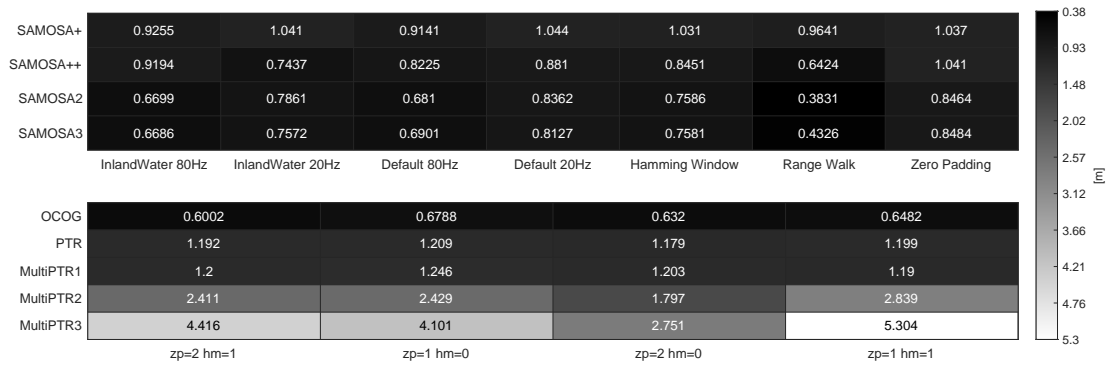 SAMOSA+ 0.9255 1.041 0.9141 1.044 1.031 0.9641 1.037
SAMOSA++ 0.9194 0.7437 0.8225 0.881 0.8451 0.6424 1.041
SAMOSA2 0.6699 0.7861 0.681 0.8362 0.7586 0.3831 0.8464
SAMOSA3 0.6686 0.7572 0.6901 0.8127 0.7581 0.4326 0.8484
InlandWater 80Hz InlandWater 20Hz Default 80Hz Default 20Hz Hamming Window Range Walk Zero Padding
OCOG 0.6002 0.6788 0.632 0.6482
PTR 1.192 1.209 1.179 1.199
MultiPTR1 1.2 1.246 1.203 1.19
MultiPTR2 2.411 2.429 1.797 2.839
MultiPTR3 4.416 4.101 2.751 5.304
zp=2 hm=1 zp=1 hm=0 zp=2 hm=0 zp=1 hm=1
0.38
0.93
1.48
2.02
2.57
3.12
3.66
4.21
4.76
5.3
[m]